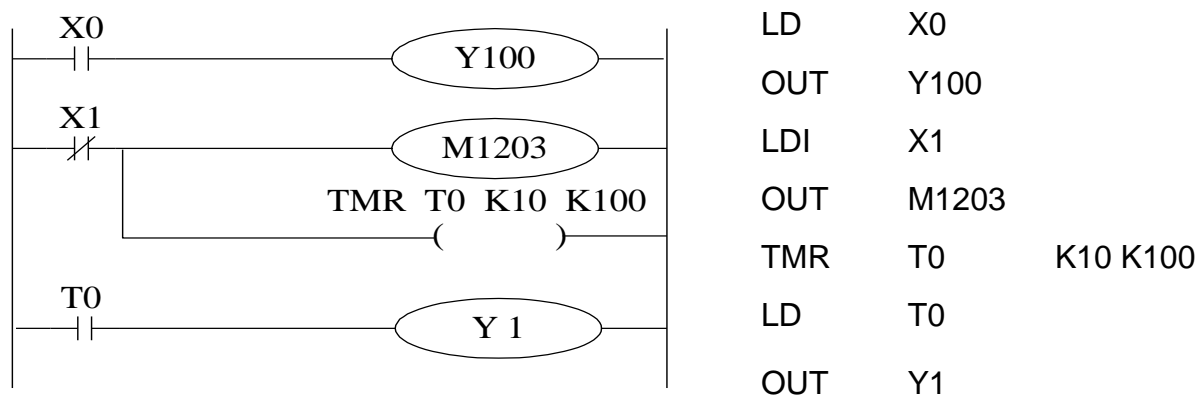 X0
Y100
X1
M1203
TMR T0 K10 K100
( )
T0
Y 1
LD X0
OUT Y100
LDI X1
OUT M1203
TMR T0 K10 K100
LD T0
OUT Y1